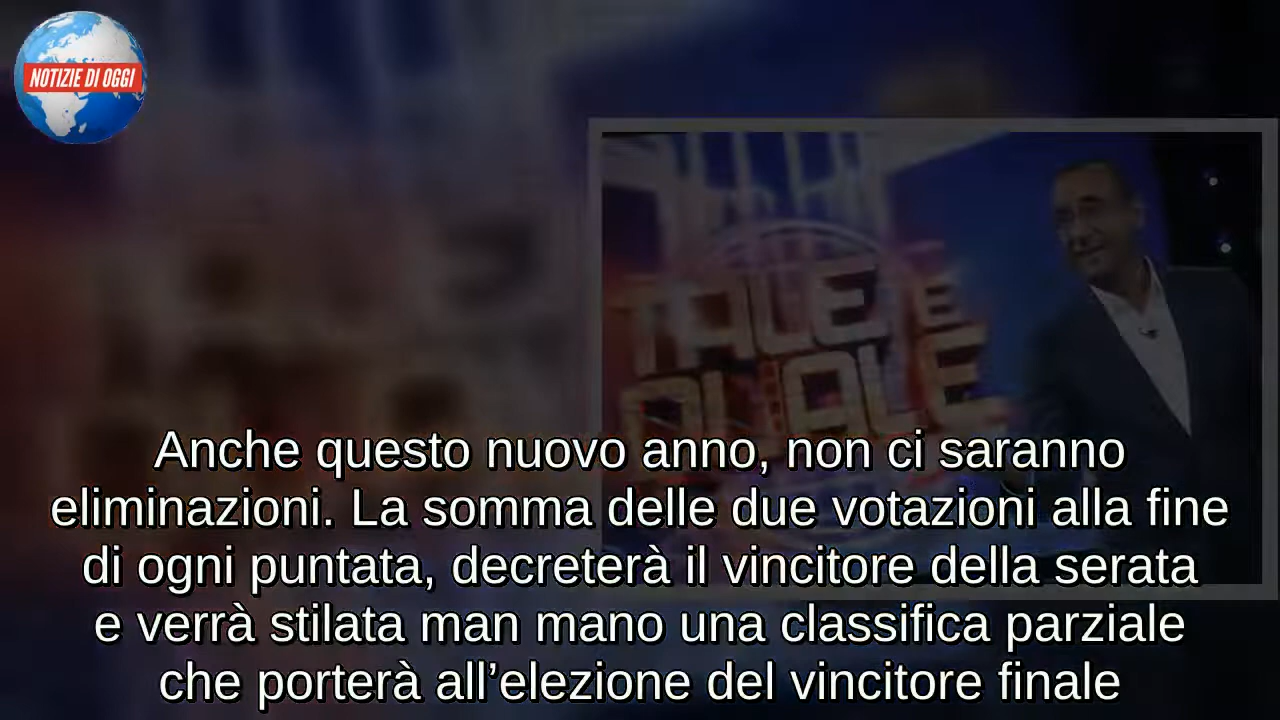 NOTIZIE DI OGGI
TALE E
QUALE
Anche questo nuovo anno, non ci saranno
eliminazioni. La somma delle due votazioni alla fine
di ogni puntata, decreterà il vincitore della serata
e verrà stilata man mano una classifica parziale
che porterà all’elezione del vincitore finale